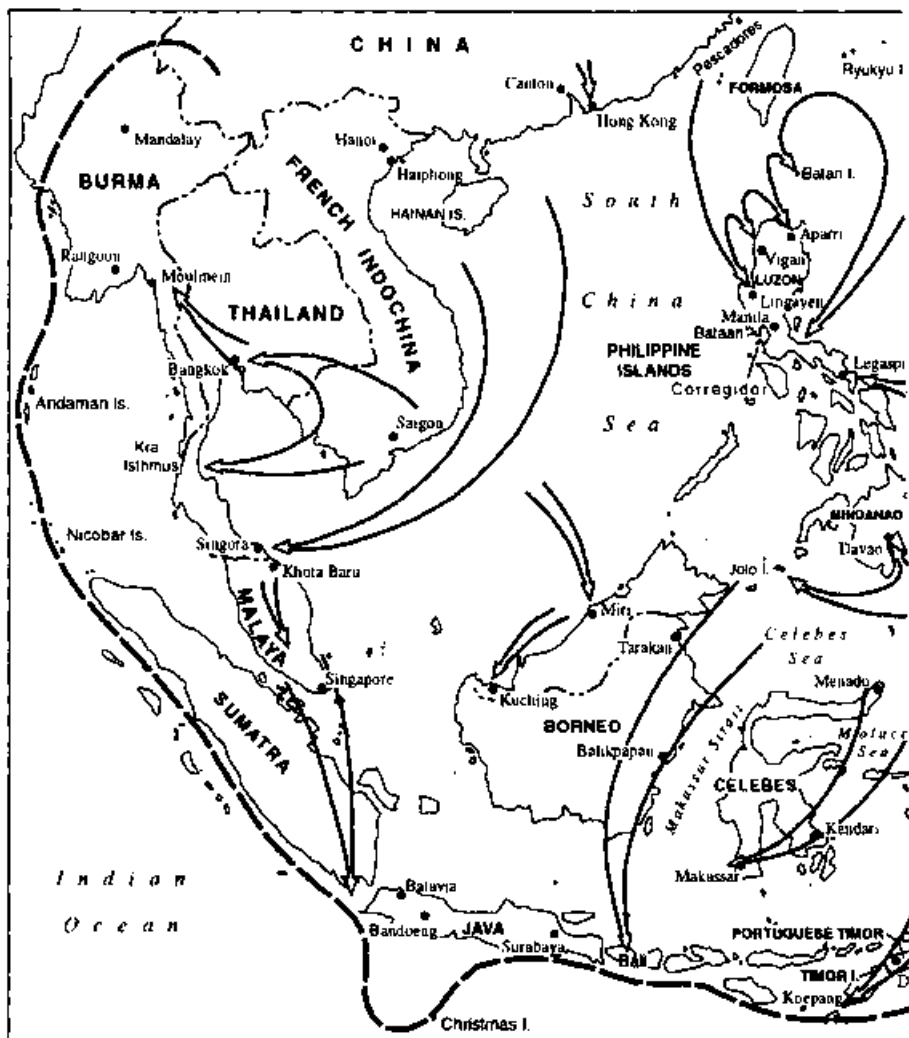 CHINA
Pescadores
Ryukyu I
Canton
FORMOSA
Hong Kong
Mandalay
Hanoi
Haiphong
BURMA
Batan I.
HAINAN IS.
South
FRENCH INDOCHINA
Aparri
Rangoon
Vigan
Moulmein
LUZON
THAILAND
China
Lingayen
Manila
Bataan
Bangkok
PHILIPPINE
ISLANDS
Legaspi
Corregidor
Andaman Is.
Saigon
Sea
Kra
Isthmus
MINDANAO
Nicobar Is.
Singora
Davao
Khota Baru
Jolo I.
MALAYA
Miri
Tarakan
Celebes
Sea
Singapore
Kuching
Menado
SUMATRA
BORNEO
Molucc
Sea
Balikpapan
Makassar Strait
CELEBES
Kendari
Makassar
Indian
Ocean
Batavia
Bandoeng
JAVA
Surabaya
BALI
PORTUGUESE TIMOR
TIMOR I.
D
Koepang
Christmas I.